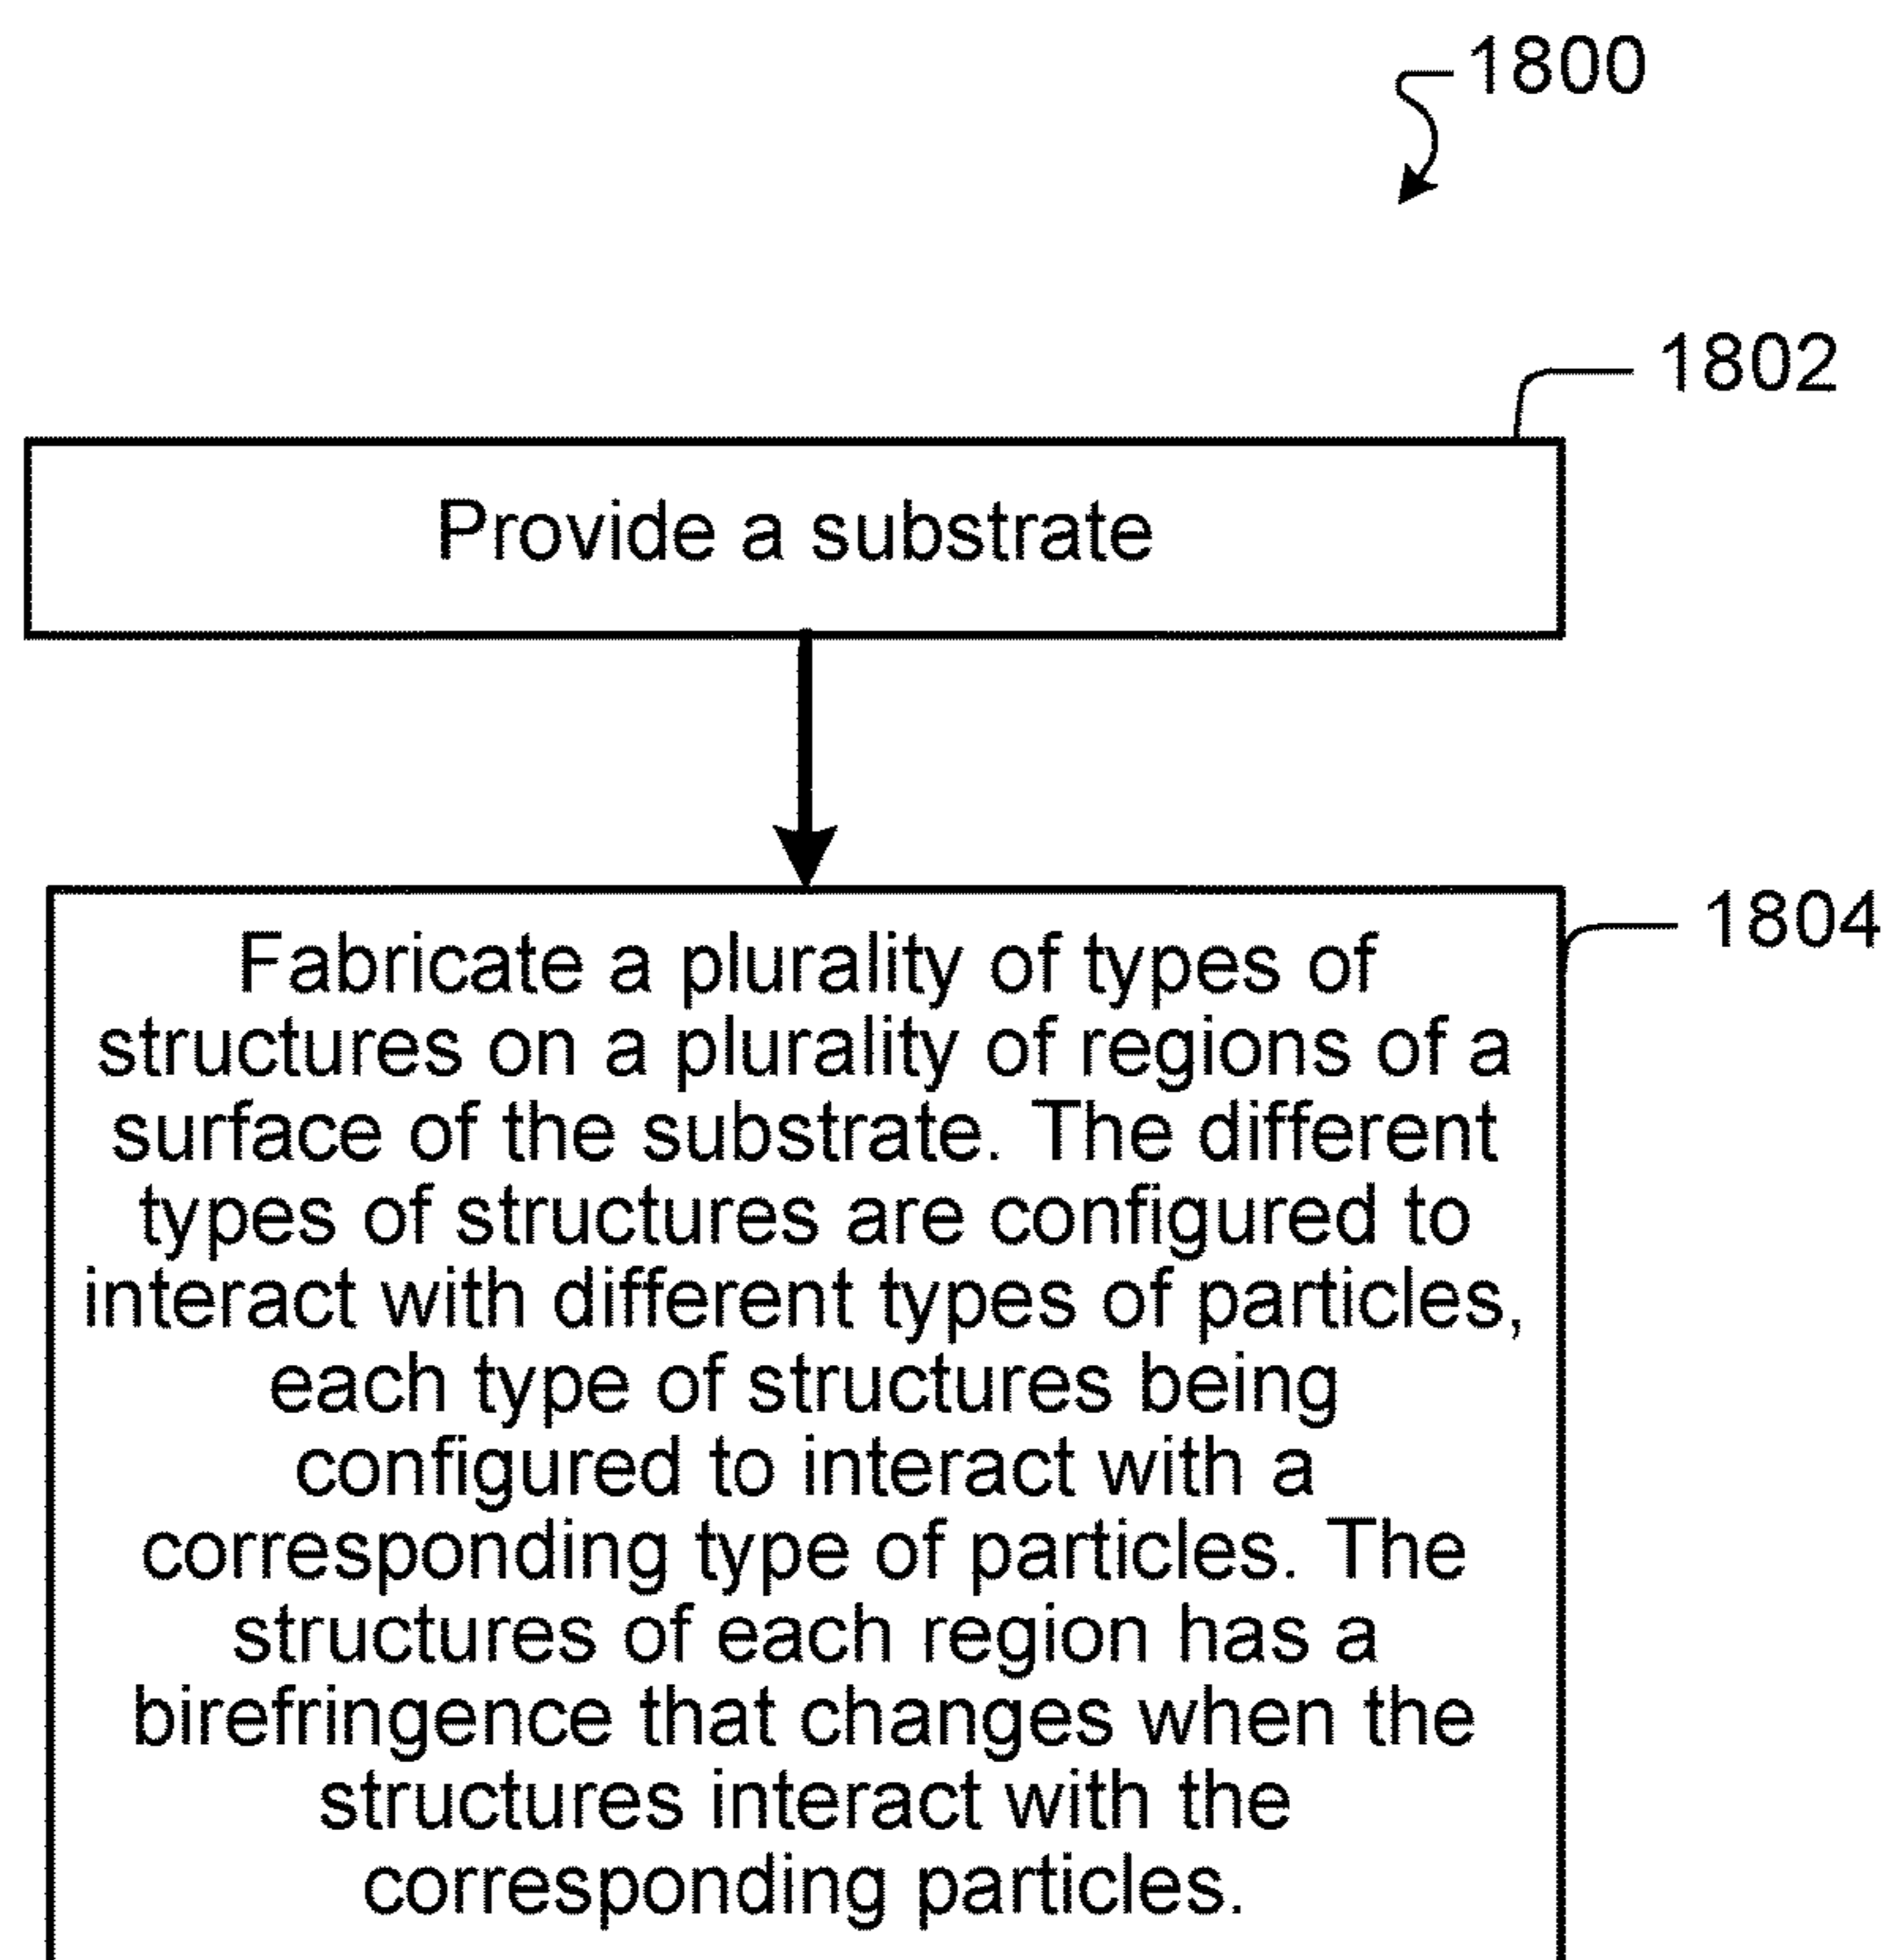 1800
1802
Provide a substrate
1804
Fabricate a plurality of types of
structures on a plurality of regions of a
surface of the substrate. The different
types of structures are configured to
interact with different types of particles,
each type of structures being
configured to interact with a
corresponding type of particles. The
structures of each region has a
birefringence that changes when the
structures interact with the
corresponding particles.